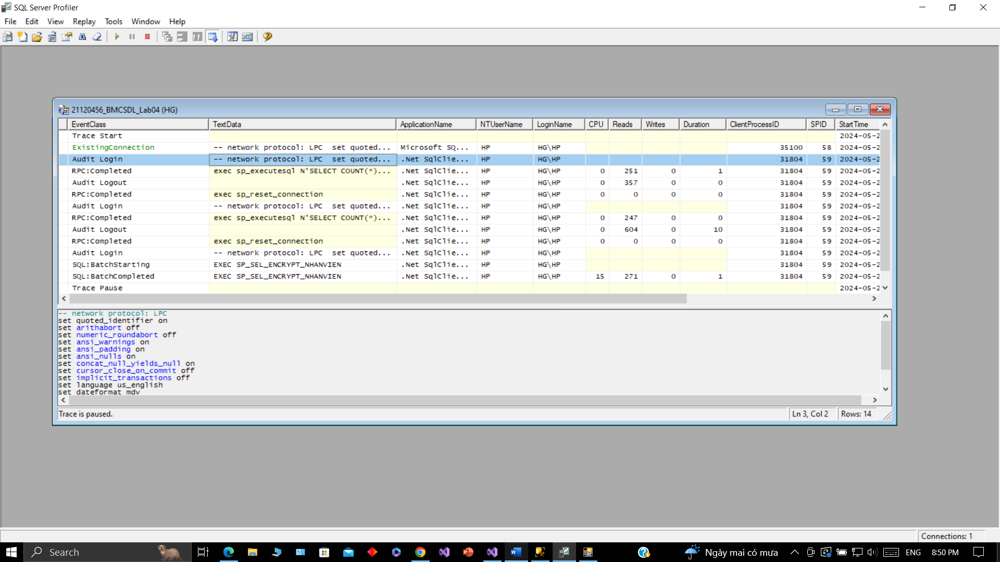 SQL Server Profiler
File Edit View Replay Tools Window Help
21120456_BMCSDL_Lab04 (HG)
EventClass TextData ApplicationName NTUserName LoginName CPU Reads Writes Duration ClientProcessID SPID StartTime
Trace Start 2024-05-2
ExistingConnection -- network protocol: LPC set quoted... Microsoft SQ... HP HG\HP 35100 58 2024-05-2
Audit Login -- network protocol: LPC set quoted... .Net SqlClie... HP HG\HP 31804 59 2024-05-2
RPC:Completed exec sp_executesql N'SELECT COUNT(*)... .Net SqlClie... HP HG\HP 0 251 0 1 31804 59 2024-05-2
Audit Logout .Net SqlClie... HP HG\HP 0 357 0 0 31804 59 2024-05-2
RPC:Completed exec sp_reset_connection .Net SqlClie... HP HG\HP 0 0 0 0 31804 59 2024-05-2
Audit Login -- network protocol: LPC set quoted... .Net SqlClie... HP HG\HP 31804 59 2024-05-2
RPC:Completed exec sp_executesql N'SELECT COUNT(*)... .Net SqlClie... HP HG\HP 0 247 0 0 31804 59 2024-05-2
Audit Logout .Net SqlClie... HP HG\HP 0 604 0 10 31804 59 2024-05-2
RPC:Completed exec sp_reset_connection .Net SqlClie... HP HG\HP 0 0 0 0 31804 59 2024-05-2
Audit Login -- network protocol: LPC set quoted... .Net SqlClie... HP HG\HP 31804 59 2024-05-2
SQL:BatchStarting EXEC SP_SEL_ENCRYPT_NHANVIEN .Net SqlClie... HP HG\HP 31804 59 2024-05-2
SQL:BatchCompleted EXEC SP_SEL_ENCRYPT_NHANVIEN .Net SqlClie... HP HG\HP 15 271 0 1 31804 59 2024-05-2
Trace Pause 2024-05-2
-- network protocol: LPC
set quoted_identifier on
set arithabort off
set numeric_roundabort off
set ansi_warnings on
set ansi_padding on
set ansi_nulls on
set concat_null_yields_null on
set cursor_close_on_commit off
set implicit_transactions off
set language us_english
set dateformat mdy
Trace is paused. Ln 3, Col 2 Rows: 14
Connections: 1
Search Ngày mai có mưa ENG 8:50 PM